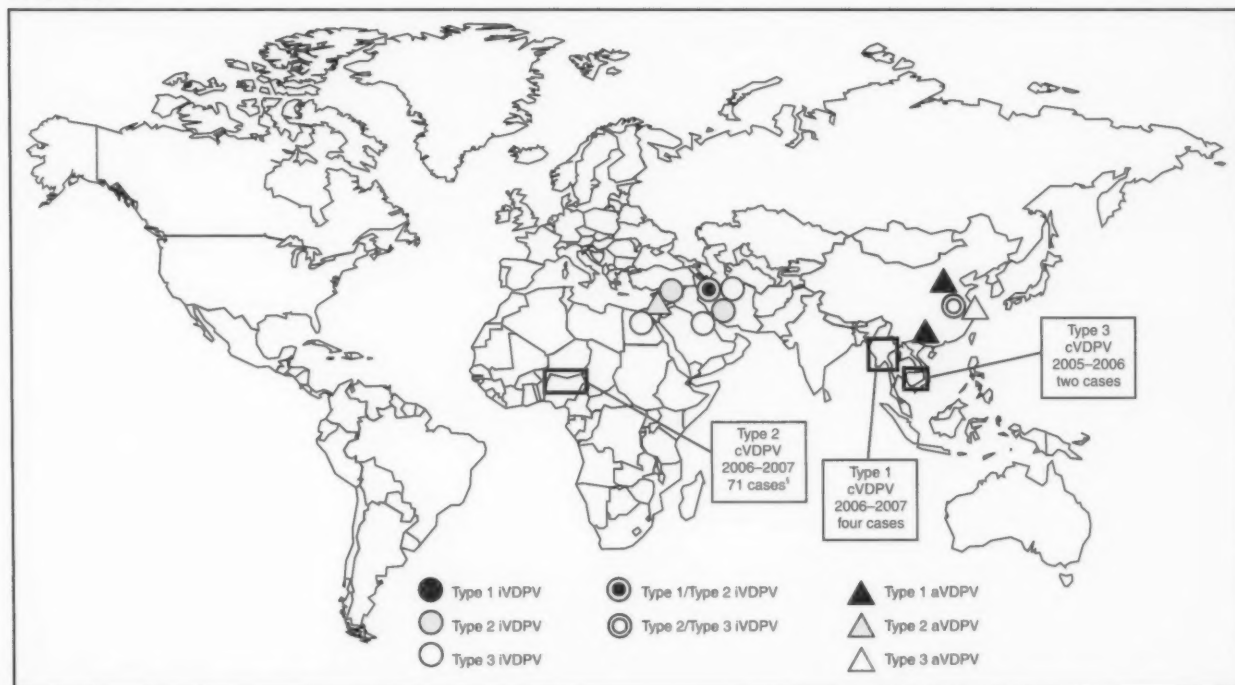 Type 3
cVDPV
2005–2006
two cases
Type 2
cVDPV
2006–2007
71 cases§
Type 1
cVDPV
2006–2007
four cases
Type 1 iVDPV
Type 2 iVDPV
Type 3 iVDPV
Type 1/Type 2 iVDPV
Type 2/Type 3 iVDPV
Type 1 aVDPV
Type 2 aVDPV
Type 3 aVDPV